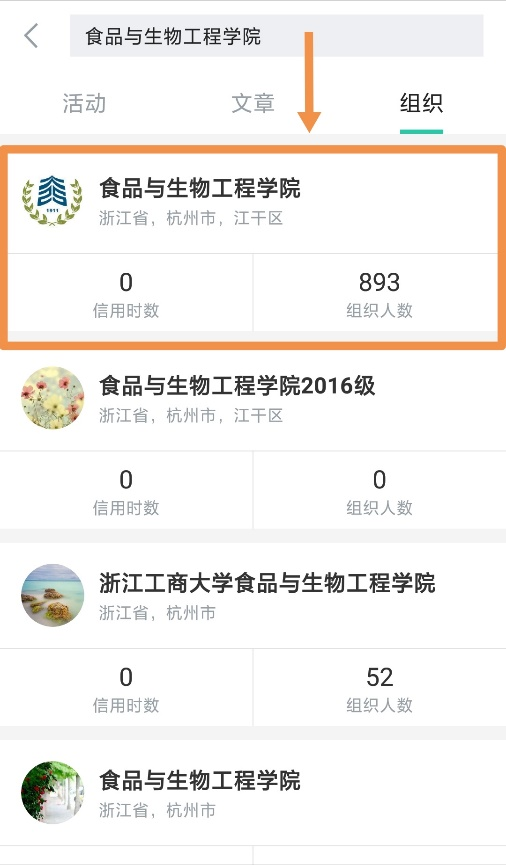 食品与生物工程学院
活动 文章 组织
1911
食品与生物工程学院
浙江省，杭州市，江干区
0 893
信用时数 组织人数
食品与生物工程学院2016级
浙江省，杭州市，江干区
0 0
信用时数 组织人数
浙江工商大学食品与生物工程学院
浙江省，杭州市
0 52
信用时数 组织人数
食品与生物工程学院
浙江省，杭州市